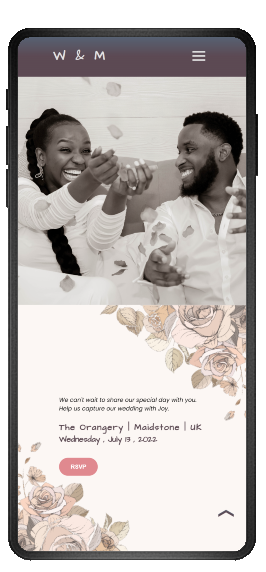 W & M
We can't wait to share our special day with you.
Help us capture our wedding with Joy.
The Orangery | Maidstone | UK
Wednesday, July 13, 2022
RSVP